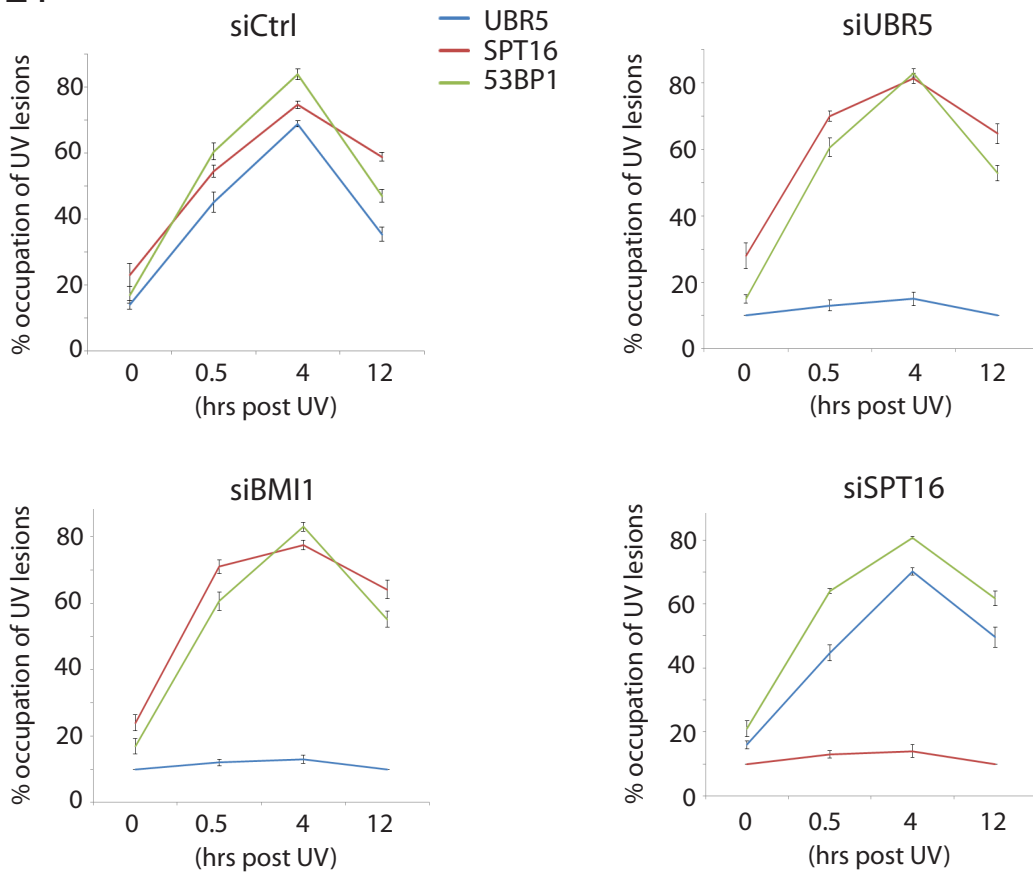 siCtrl
UBR5
SPT16
53BP1
% occupation of UV lesions
80
60
40
20
0
0 0.5 4 12
(hrs post UV)
siUBR5
% occupation of UV lesions
80
60
40
20
0
0 0.5 4 12
(hrs post UV)
siBMI1
% occupation of UV lesions
80
60
40
20
0
0 0.5 4 12
(hrs post UV)
siSPT16
% occupation of UV lesions
80
60
40
20
0
0 0.5 4 12
(hrs post UV)